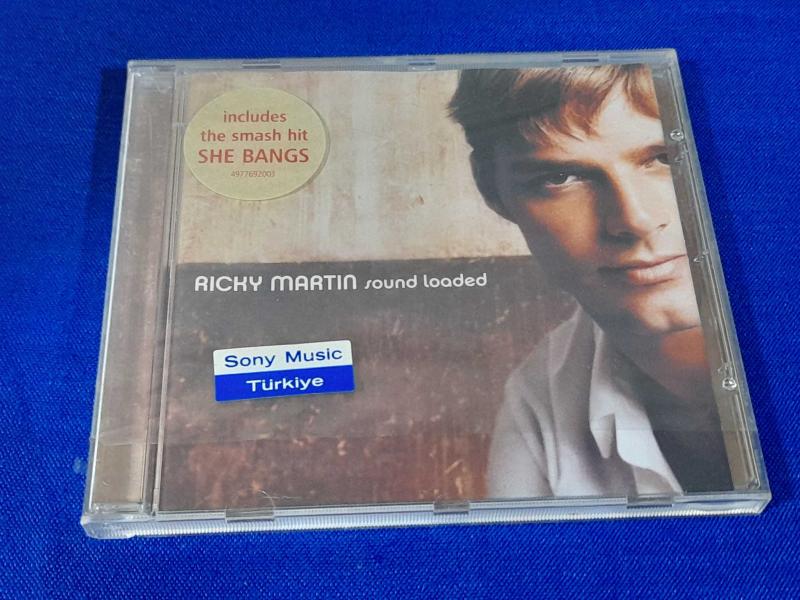 includes
the smash hit
SHE BANGS
4977692003
RICKY MARTIN sound loaded
Sony Music
Türkiye